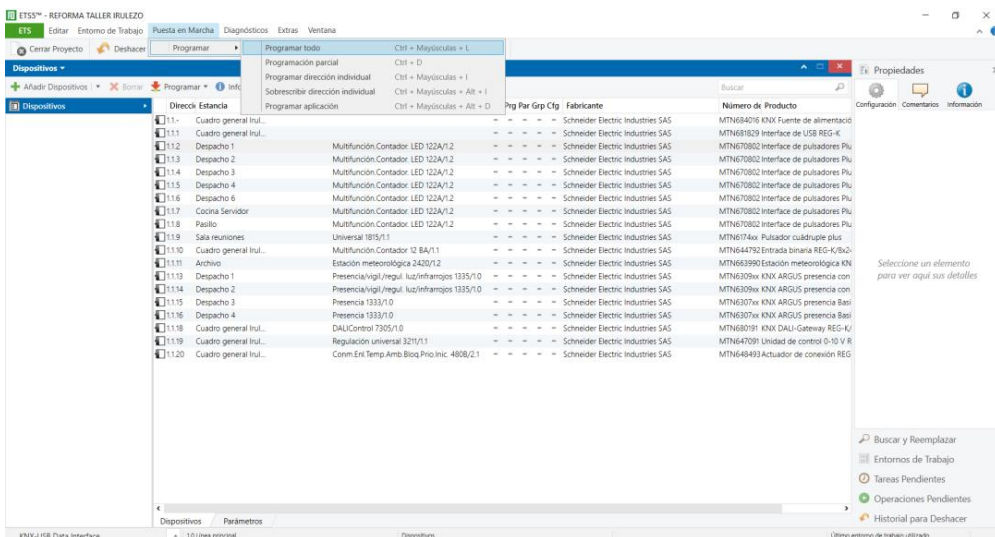 ETS5™ - REFORMA TALLER IRULEZO
ETS Editar Entorno de Trabajo Puesta en Marcha Diagnósticos Extras Ventana
Cerrar Proyecto Deshacer Programar Programar todo Ctrl + Mayúsculas + L
Programación parcial Ctrl + D
Programar dirección individual Ctrl + Mayúsculas + I
Sobrescribir dirección individual Ctrl + Mayúsculas + Alt + I
Programar aplicación Ctrl + Mayúsculas + Alt + D
Dispositivos
Añadir Dispositivos Borrar Programar Info Buscar
Dispositivos
Direcció Estancia Prg Par Grp Cfg Fabricante Número de Producto
1.1.- Cuadro general Irul... - - - - - Schneider Electric Industries SAS MTN684016 KNX Fuente de alimentació
1.1.1 Cuadro general Irul... - - - - - Schneider Electric Industries SAS MTN681829 Interface de USB REG-K
1.1.2 Despacho 1 Multifunción.Contador. LED 122A/1.2 - - - - - Schneider Electric Industries SAS MTN670802 Interface de pulsadores Plu
1.1.3 Despacho 2 Multifunción.Contador. LED 122A/1.2 - - - - - Schneider Electric Industries SAS MTN670802 Interface de pulsadores Plu
1.1.4 Despacho 3 Multifunción.Contador. LED 122A/1.2 - - - - - Schneider Electric Industries SAS MTN670802 Interface de pulsadores Plu
1.1.5 Despacho 4 Multifunción.Contador. LED 122A/1.2 - - - - - Schneider Electric Industries SAS MTN670802 Interface de pulsadores Plu
1.1.6 Despacho 6 Multifunción.Contador. LED 122A/1.2 - - - - - Schneider Electric Industries SAS MTN670802 Interface de pulsadores Plu
1.1.7 Cocina Servidor Multifunción.Contador. LED 122A/1.2 - - - - - Schneider Electric Industries SAS MTN670802 Interface de pulsadores Plu
1.1.8 Pasillo Multifunción.Contador. LED 122A/1.2 - - - - - Schneider Electric Industries SAS MTN670802 Interface de pulsadores Plu
1.1.9 Sala reuniones Universal 1815/1.1 - - - - - Schneider Electric Industries SAS MTN6174xx Pulsador cuádruple plus
1.1.10 Cuadro general Irul... Contador 12 BA/1.1 - - - - - Schneider Electric Industries SAS MTN644792 Entrada binaria REG-K/8x24
1.1.11 Archivo Estación meteorológica 2420/1.2 - - - - - Schneider Electric Industries SAS MTN663990 Estación meteorológica KN
1.1.13 Despacho 1 Presencia/vigil./regul. luz/infrarrojos 1335/1.0 - - - - - Schneider Electric Industries SAS MTN6309xx KNX ARGUS presencia con
1.1.14 Despacho 2 Presencia/vigil./regul. luz/infrarrojos 1335/1.0 - - - - - Schneider Electric Industries SAS MTN6309xx KNX ARGUS presencia con
1.1.15 Despacho 3 Presencia 1333/1.0 - - - - - Schneider Electric Industries SAS MTN6307xx KNX ARGUS presencia Basi
1.1.16 Despacho 4 Presencia 1333/1.0 - - - - - Schneider Electric Industries SAS MTN6307xx KNX ARGUS presencia Basi
1.1.18 Cuadro general Irul... DALIControl 7305/1.0 - - - - - Schneider Electric Industries SAS MTN680191 KNX DALI-Gateway REG-K/
1.1.19 Cuadro general Irul... Regulación universal 3211/1.1 - - - - - Schneider Electric Industries SAS MTN647091 Unidad de control 0-10 V R
1.1.20 Cuadro general Irul... Conm.Enl.Temp.Amb.Bloq.Prio.Inic. 480B/2.1 - - - - - Schneider Electric Industries SAS MTN648493 Actuador de conexión REG
Propiedades
Configuración Comentarios Información
Seleccione un elemento
para ver aquí sus detalles
Buscar y Reemplazar
Entornos de Trabajo
Tareas Pendientes
Operaciones Pendientes
Historial para Deshacer
Dispositivos Parámetros
KNX-USB Data Interface 1.0 Línea principal Dispositivos Último entorno de trabajo utilizado